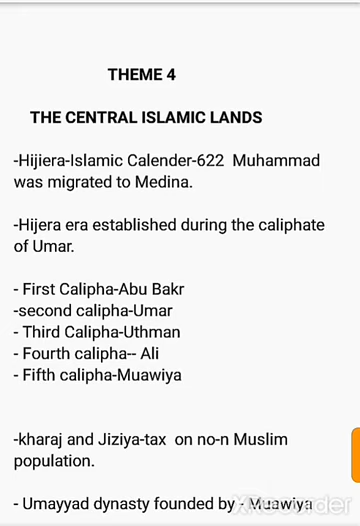 THEME 4
THE CENTRAL ISLAMIC LANDS
-Hijiera-Islamic Calender-622 Muhammad
was migrated to Medina.
-Hijera era established during the caliphate
of Umar.
- First Calipha-Abu Bakr
-second calipha-Umar
- Third Calipha-Uthman
- Fourth calipha-- Ali
- Fifth calipha-Muawiya
-kharaj and Jiziya-tax on no-n Muslim
population.
- Umayyad dynasty founded by - Muawiya
XRecorder